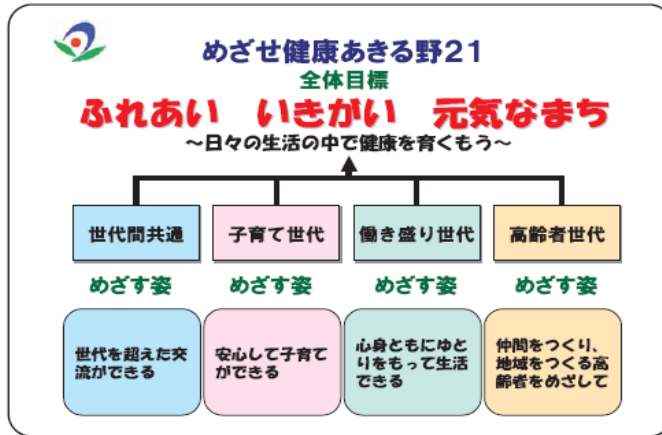 めざせ健康あきる野21
全体目標
ふれあい　いきがい　元気なまち
～日々の生活の中で健康を育くもう～
世代間共通
子育て世代
働き盛り世代
高齢者世代
めざす姿
めざす姿
めざす姿
めざす姿
世代を超えた交
流ができる
安心して子育て
ができる
心身ともにゆと
りをもって生活
できる
仲間をつくり、
地域をつくる高
齢者をめざして